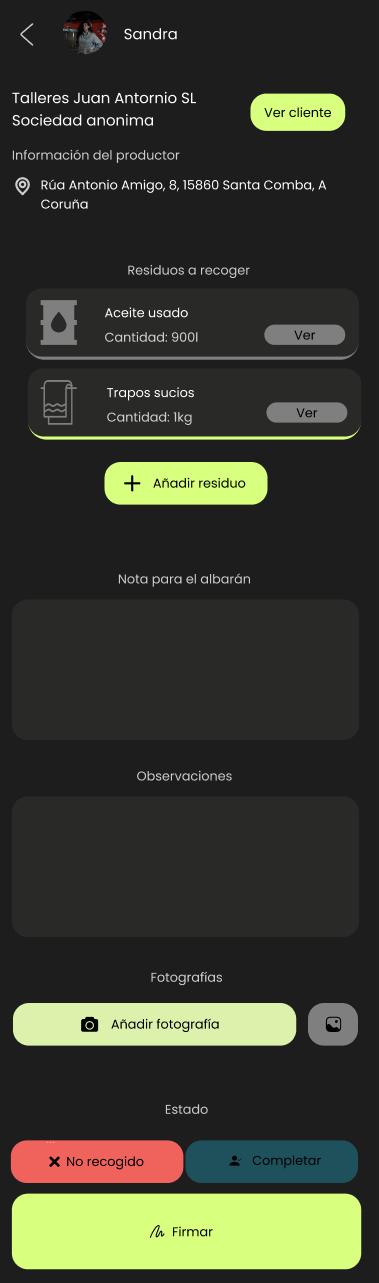 Sandra
Talleres Juan Antornio SL
Sociedad anonima
Ver cliente
Información del productor
Rúa Antonio Amigo, 8, 15860 Santa Comba, A
Coruña
Residuos a recoger
Aceite usado
Cantidad: 900l
Ver
Trapos sucios
Cantidad: 1kg
Ver
Añadir residuo
Nota para el albarán
Observaciones
Fotografías
Añadir fotografía
Estado
...
No recogido
Completar
Firmar